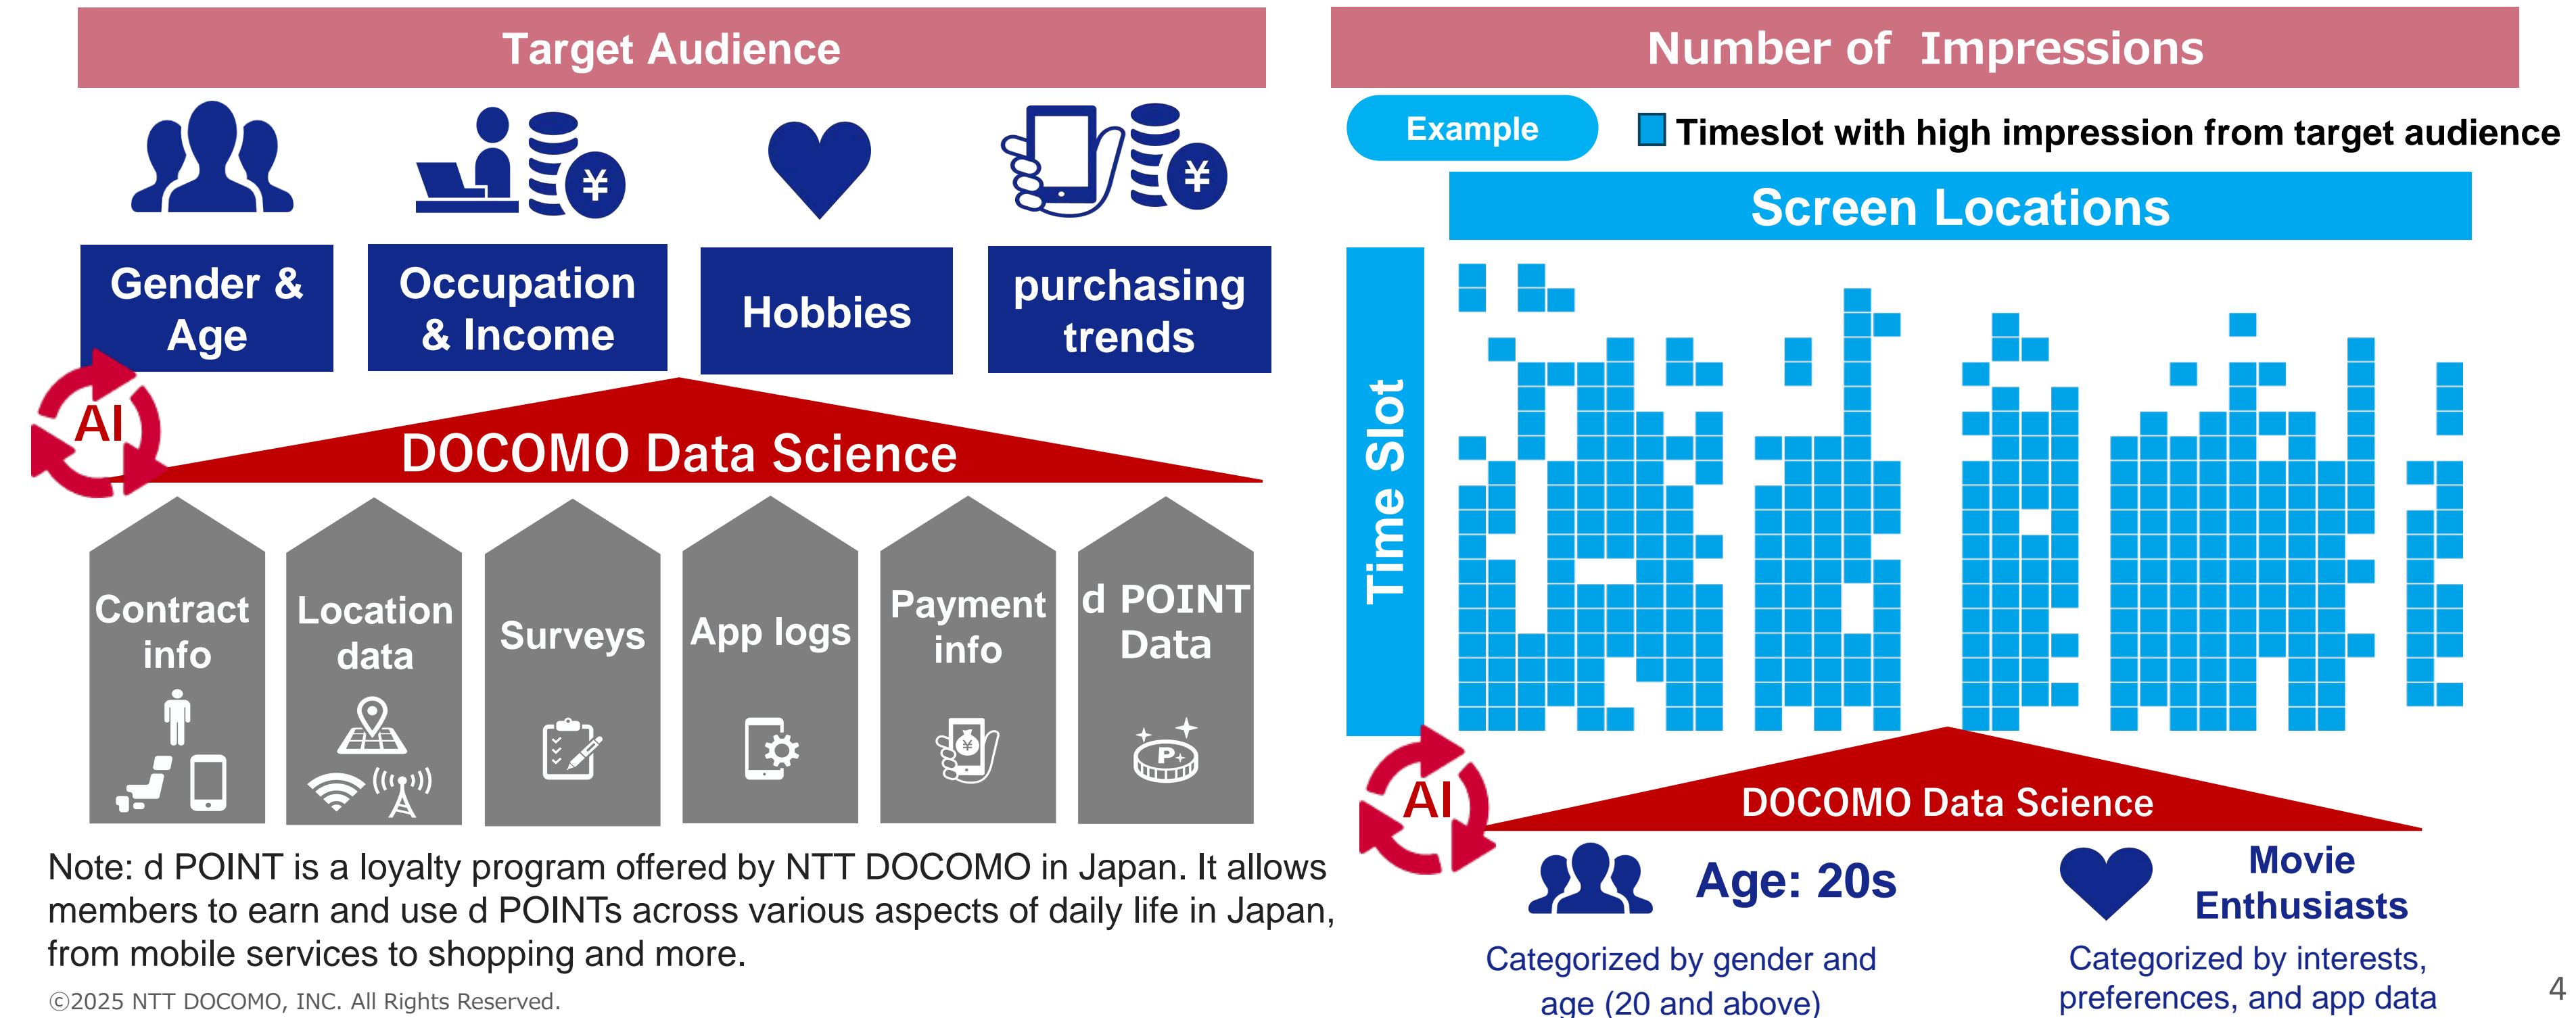 Target Audience
Gender &
Age
Occupation
& Income
Hobbies
purchasing
trends
AI
DOCOMO Data Science
Contract
info
Location
data
Surveys
App logs
Payment
info
d POINT
Data
¥
¥
¥
P+
Note: d POINT is a loyalty program offered by NTT DOCOMO in Japan. It allows
members to earn and use d POINTs across various aspects of daily life in Japan,
from mobile services to shopping and more.
©2025 NTT DOCOMO, INC. All Rights Reserved.
Number of Impressions
Example
Timeslot with high impression from target audience
Screen Locations
Time Slot
AI
DOCOMO Data Science
Age: 20s
Categorized by gender and
age (20 and above)
Movie
Enthusiasts
Categorized by interests,
preferences, and app data
4